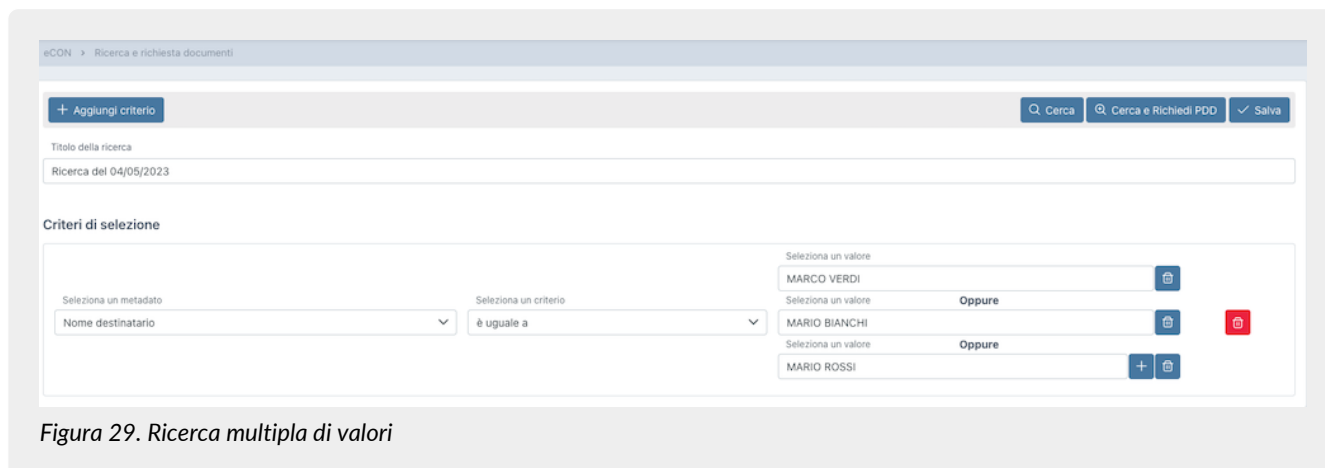 eCON > Ricerca e richiesta documenti
+ Aggiungi criterio
Cerca
Cerca e Richiedi PDD
Salva
Titolo della ricerca
Ricerca del 04/05/2023
Criteri di selezione
Seleziona un metadato
Nome destinatario
Seleziona un criterio
è uguale a
Seleziona un valore
MARCO VERDI
Seleziona un valore Oppure
MARIO BIANCHI
Seleziona un valore Oppure
MARIO ROSSI
Figura 29. Ricerca multipla di valori